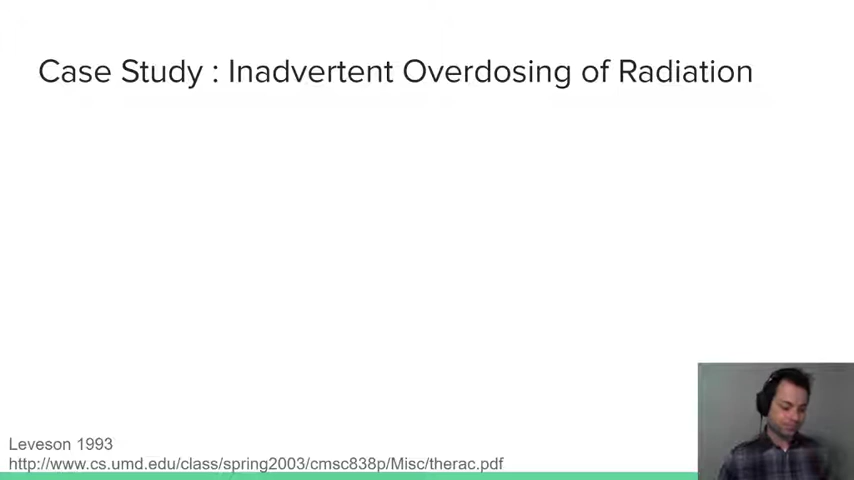 Case Study : Inadvertent Overdosing of Radiation
Leveson 1993
http://www.cs.umd.edu/class/spring2003/cmsc838p/Misc/therac.pdf